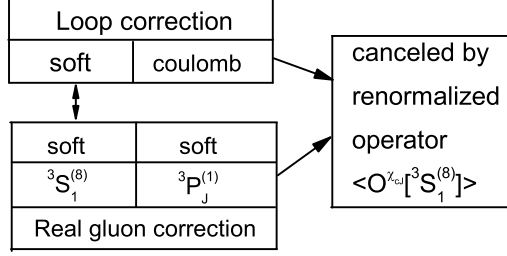 Loop correction
soft coulomb
soft soft
³S₁⁽⁸⁾ ³P_J⁽¹⁾
Real gluon correction
canceled by
renormalized
operator
<O^χcJ[³S₁⁽⁸⁾]>